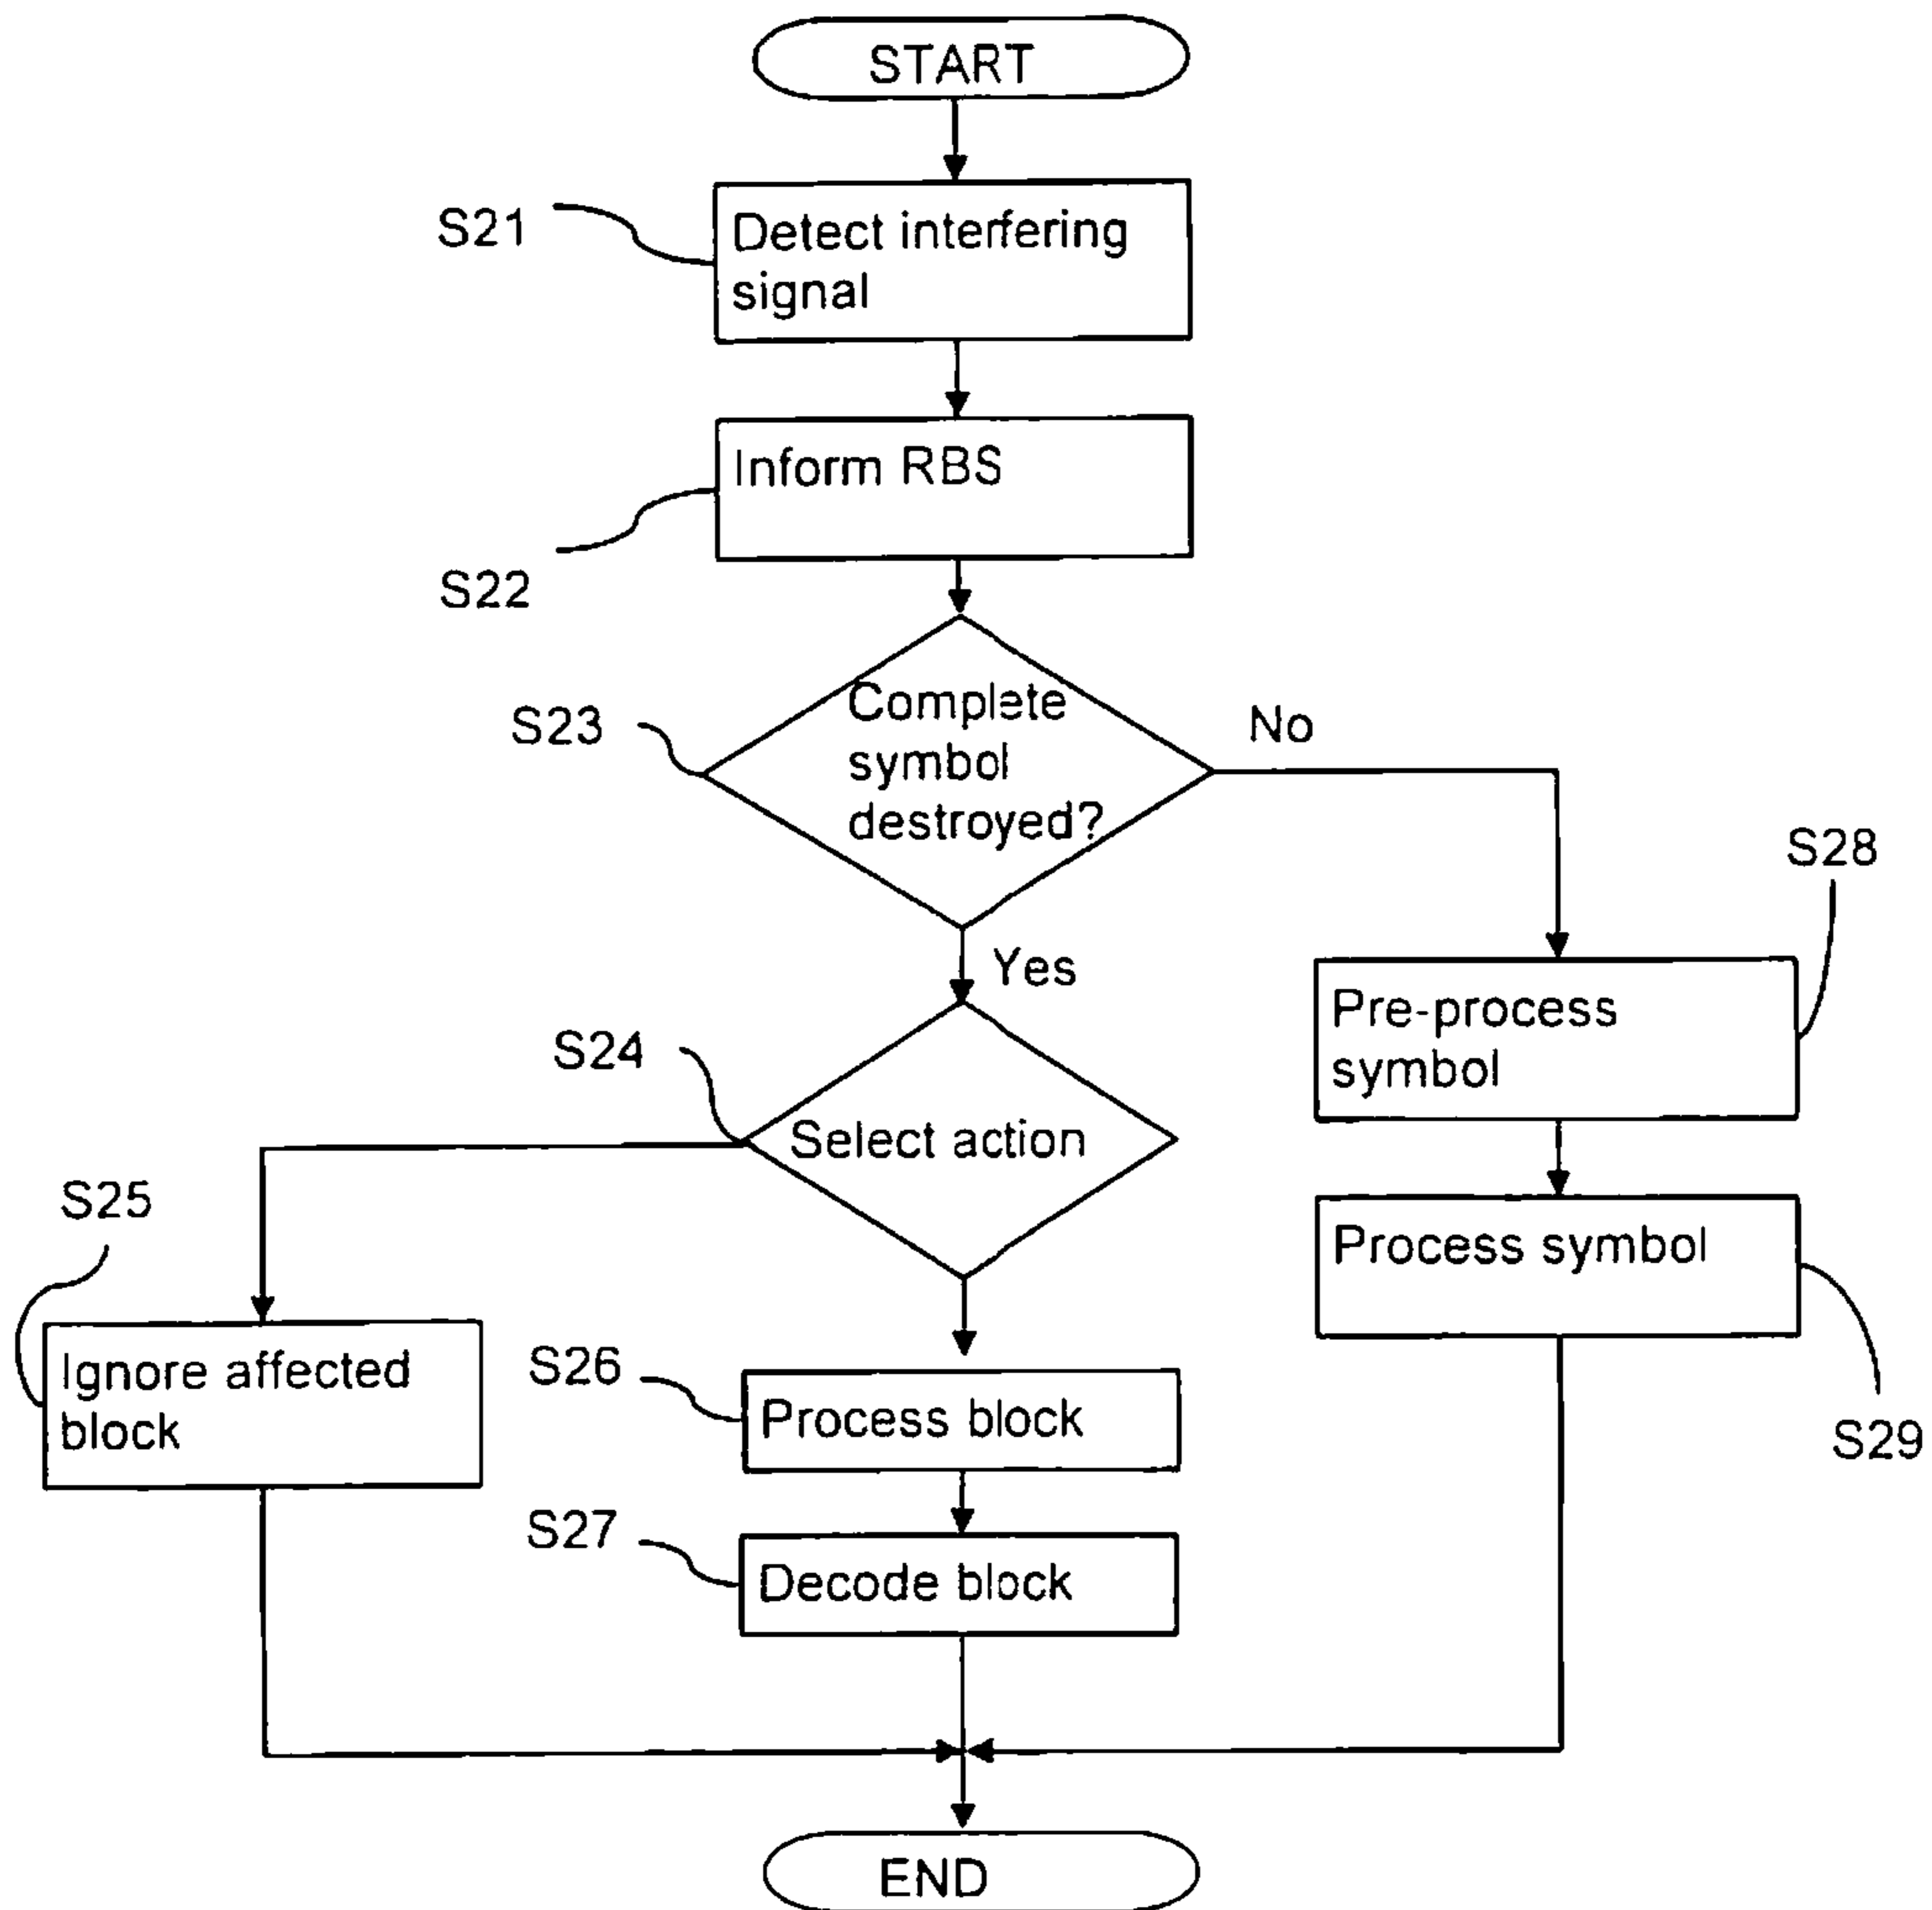 START
S21
Detect interfering
signal
Inform RBS
S22
S23
Complete
symbol
destroyed?
No
Yes
S28
Pre-process
symbol
S24
Select action
S25
Process symbol
Ignore affected
block
S26
Process block
S29
S27
Decode block
END